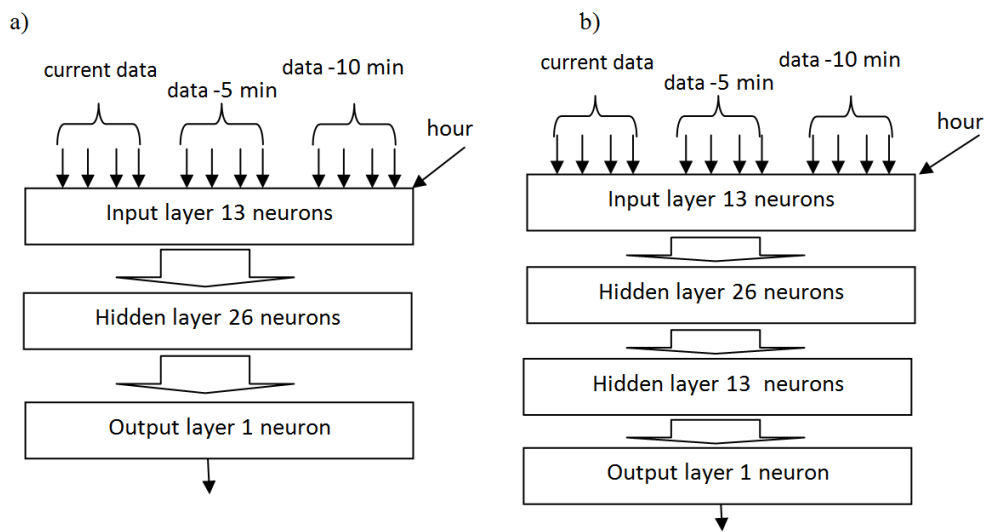 a)
current data
data -5 min
data -10 min
hour
Input layer 13 neurons
Hidden layer 26 neurons
Output layer 1 neuron
b)
current data
data -5 min
data -10 min
hour
Input layer 13 neurons
Hidden layer 26 neurons
Hidden layer 13 neurons
Output layer 1 neuron